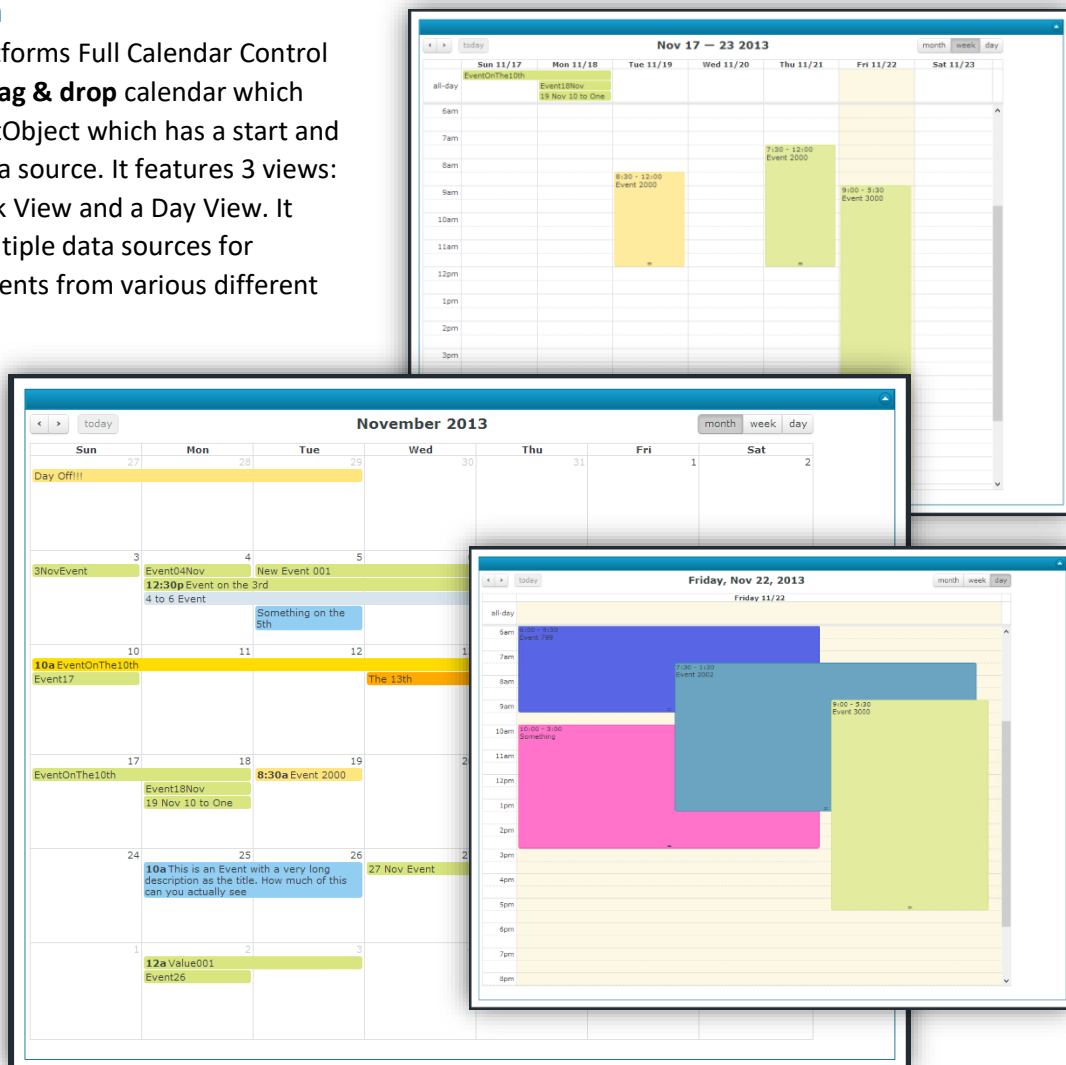 tforms Full Calendar Control
ag & drop calendar which
tObject which has a start and
a source. It features 3 views:
k View and a Day View. It
tiple data sources for
ents from various different
today
Nov 17 — 23 2013
month week day
Sun 11/17 Mon 11/18 Tue 11/19 Wed 11/20 Thu 11/21 Fri 11/22 Sat 11/23
all-day
EventOnThe10th
Event18Nov
19 Nov 10 to One
6am
7am
7:30 - 12:00
Event 2000
8am
8:30 - 12:00
Event 2000
9am
9:00 - 5:30
Event 3000
10am
11am
12pm
1pm
2pm
3pm
today
November 2013
month week day
Sun Mon Tue Wed Thu Fri Sat
27 28 29 30 31 1 2
Day Off!!!
3 4 5
3NovEvent Event04Nov New Event 001
12:30p Event on the 3rd
4 to 6 Event
Something on the
5th
10 11 12 1
10a EventOnThe10th
Event17 The 13th
17 18 19 2
EventOnThe10th 8:30a Event 2000
Event18Nov
19 Nov 10 to One
24 25 26 2
10a This is an Event with a very long 27 Nov Event
description as the title. How much of this
can you actually see
1 2 3
12a Value001
Event26
today
Friday, Nov 22, 2013
month week day
Friday 11/22
all-day
6am
Event 799
7am
7:30 - 1:30
Event 2002
8am
9am
9:00 - 5:30
Event 3000
10am
10:00 - 3:00
Something
11am
12pm
1pm
2pm
3pm
4pm
5pm
6pm
7pm
8pm